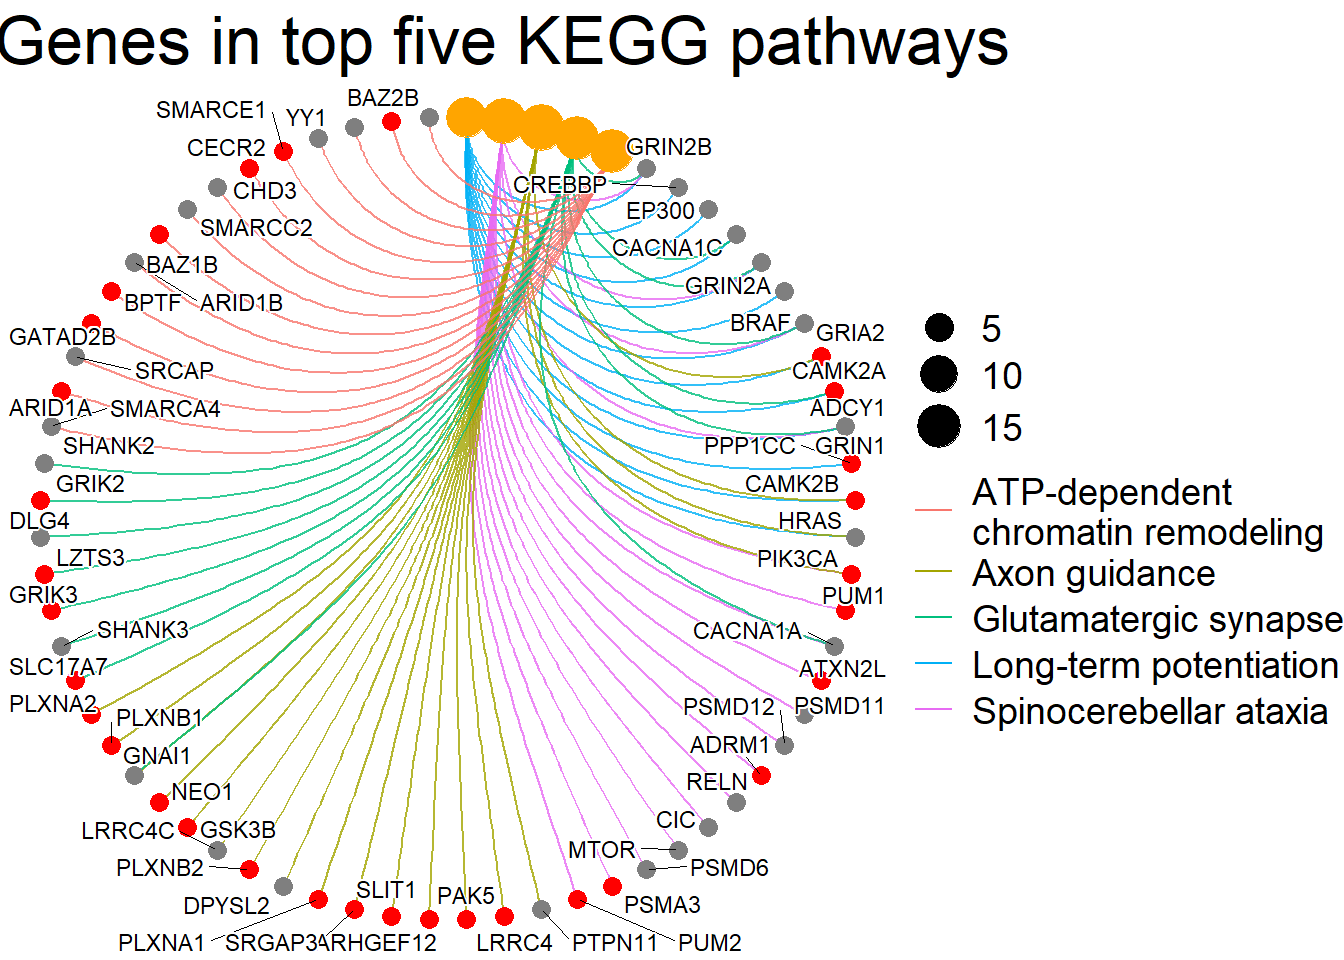 Genes in top five KEGG pathways
SMARCE1
YY1
BAZ2B
CECR2
CHD3
SMARCC2
BAZ1B
ARID1B
BPTF
GATAD2B
SRCAP
ARID1A
SMARCA4
SHANK2
GRIK2
DLG4
LZTS3
GRIK3
SHANK3
SLC17A7
PLXNA2
PLXNB1
GNAI1
NEO1
LRRC4C
GSK3B
PLXNB2
DPYSL2
PLXNA1
SRGAP3
ARHGEF12
SLIT1
PAK5
LRRC4
PTPN11
PUM2
PSMA3
PSMD6
MTOR
CIC
RELN
ADRM1
PSMD12
PSMD11
ATXN2L
CACNA1A
PUM1
PIK3CA
HRAS
CAMK2B
PPP1CC
GRIN1
ADCY1
CAMK2A
GRIA2
BRAF
GRIN2A
CACNA1C
EP300
CREBBP
GRIN2B
5
10
15
ATP-dependent
chromatin remodeling
Axon guidance
Glutamatergic synapse
Long-term potentiation
Spinocerebellar ataxia